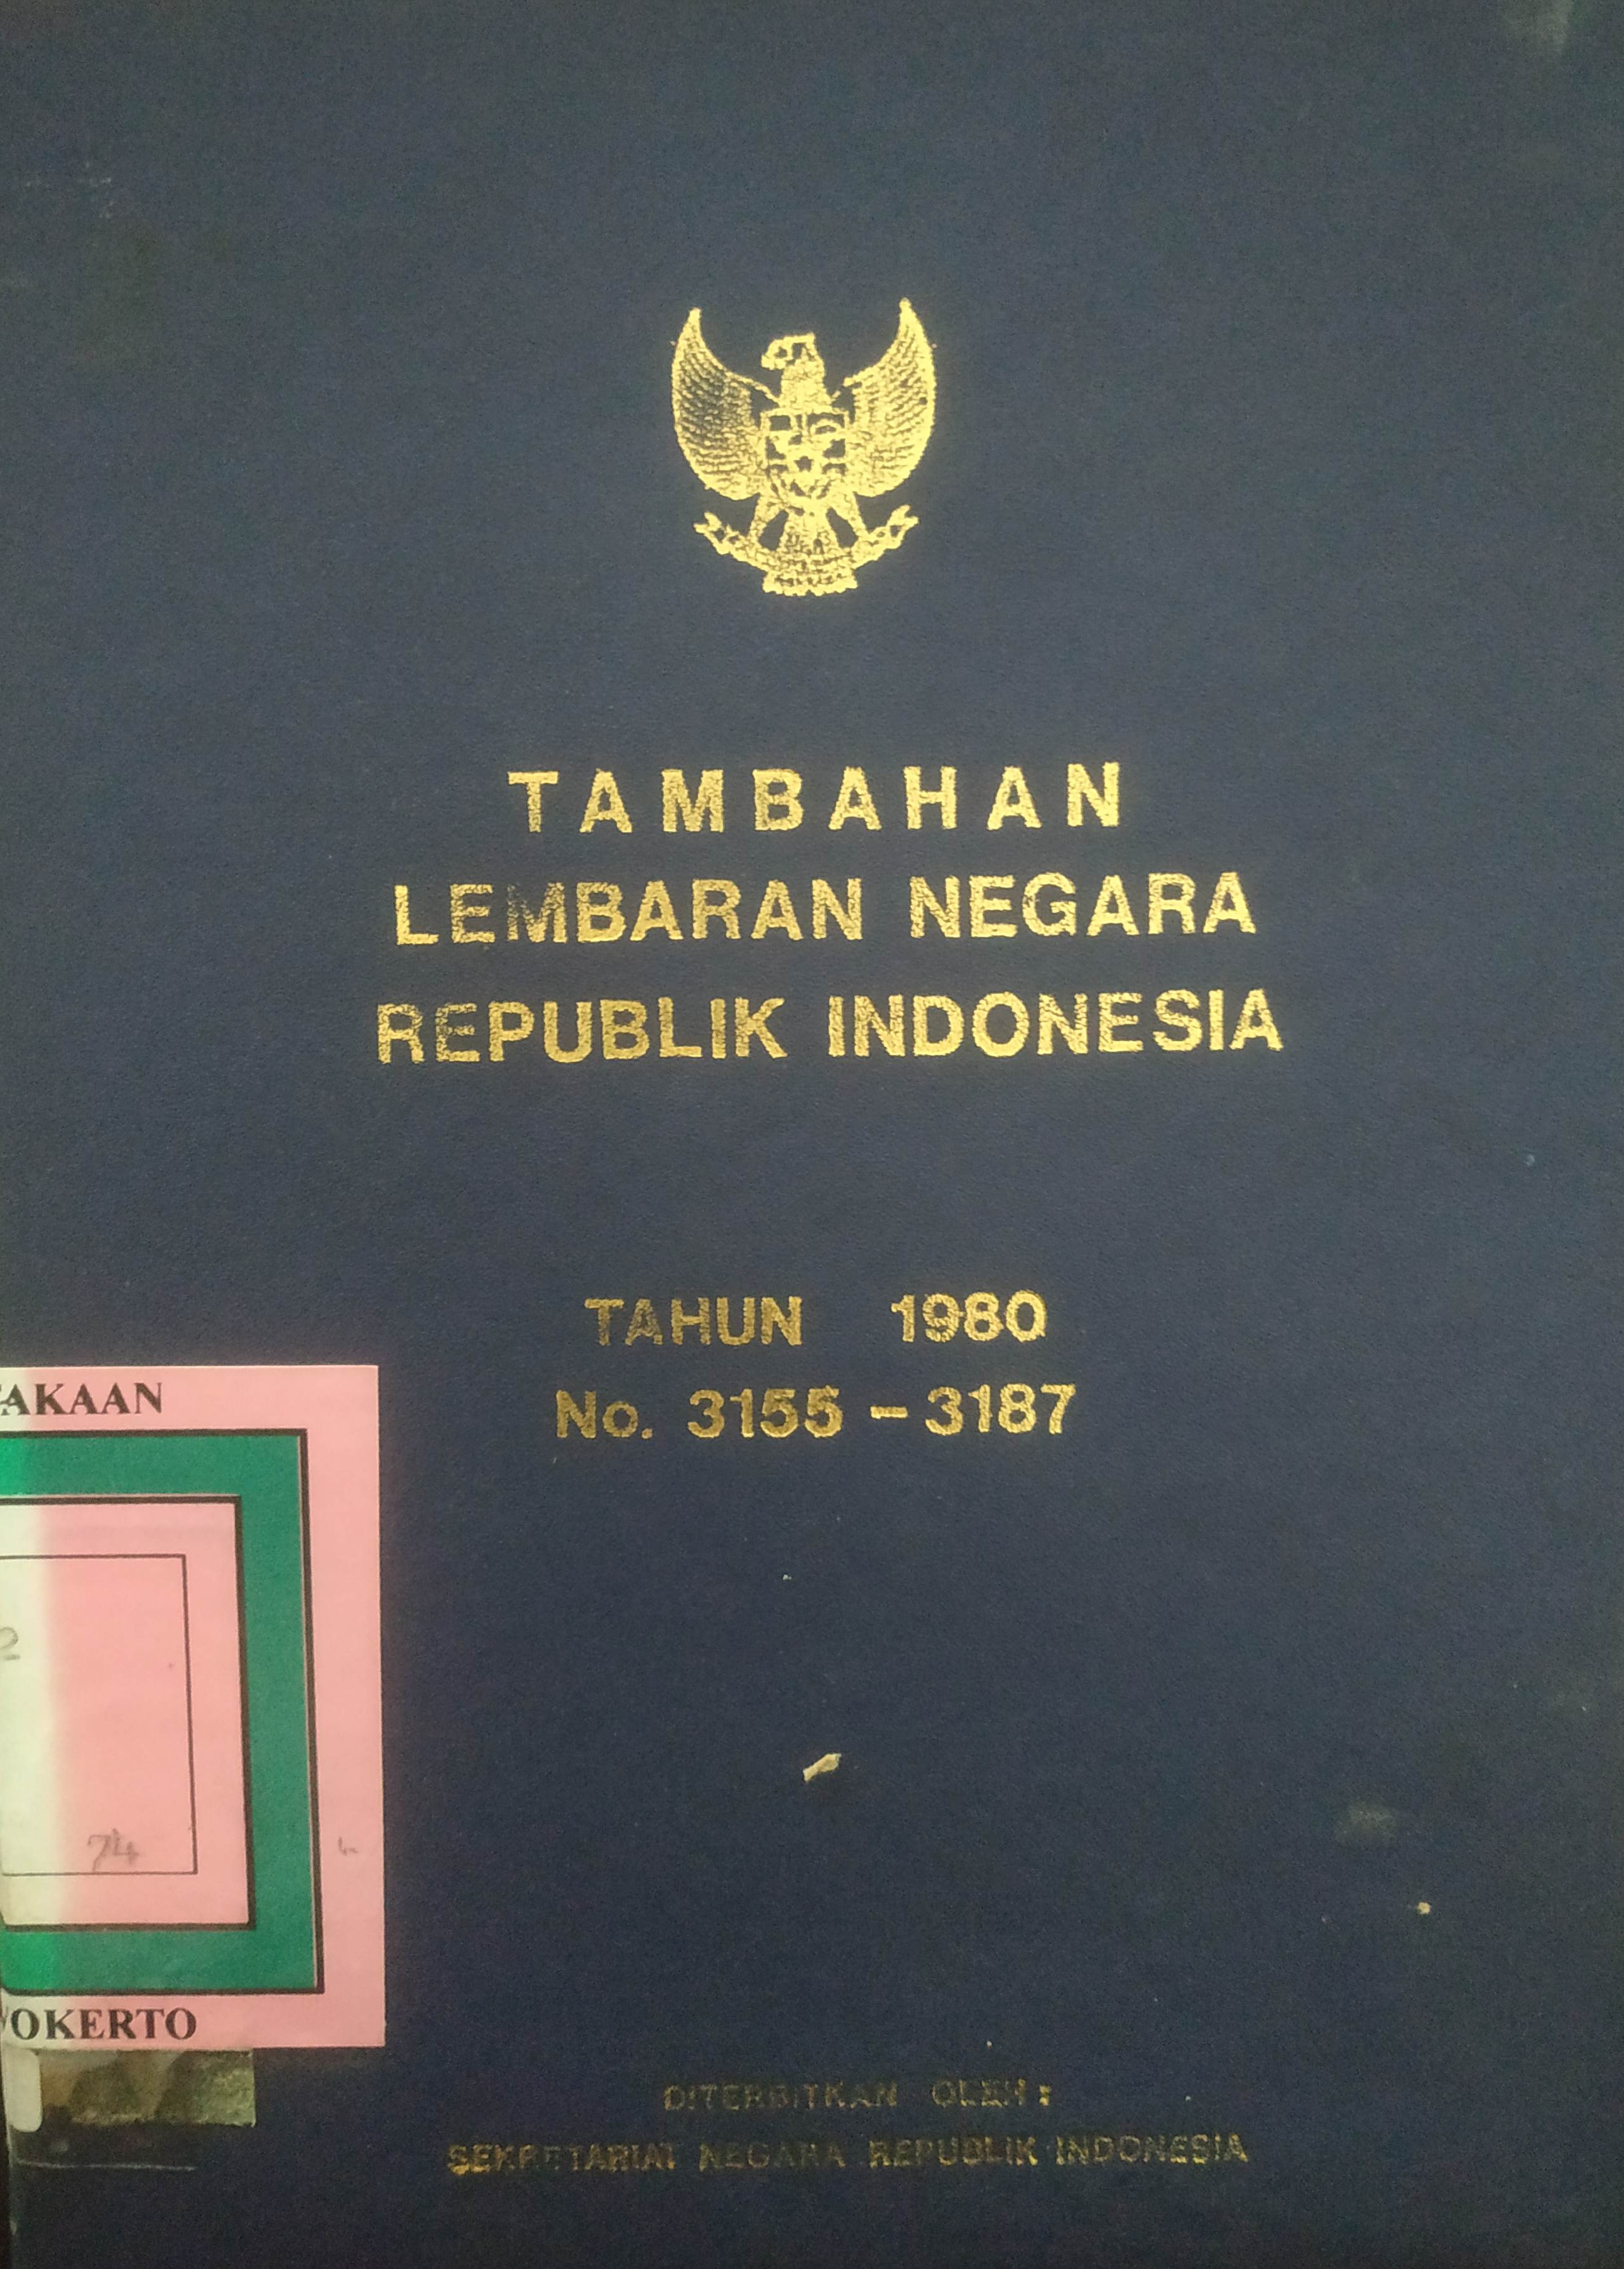 TAMBAHAN
LEMBARAN NEGARA
REPUBLIK INDONESIA
TAHUN 1980
No. 3155 - 3187
AKAAN
74
OKERTO
DITERBITKAN OLEH :
SEKRETARIAT NEGARA REPUBLIK INDONESIA